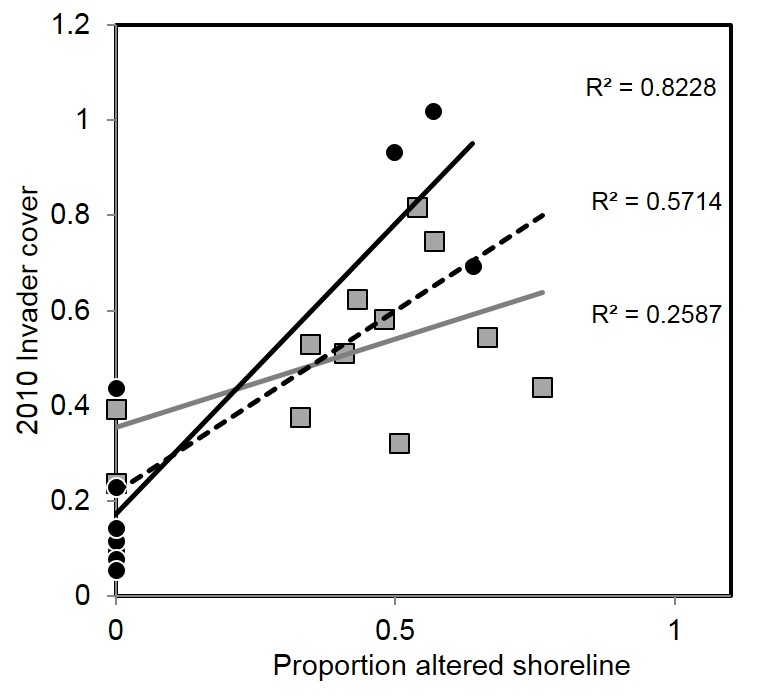 1.2
R² = 0.8228
1
R² = 0.5714
0.8
0.6
R² = 0.2587
0.4
0.2
0
2010 Invader cover
0 0.5 1
Proportion altered shoreline